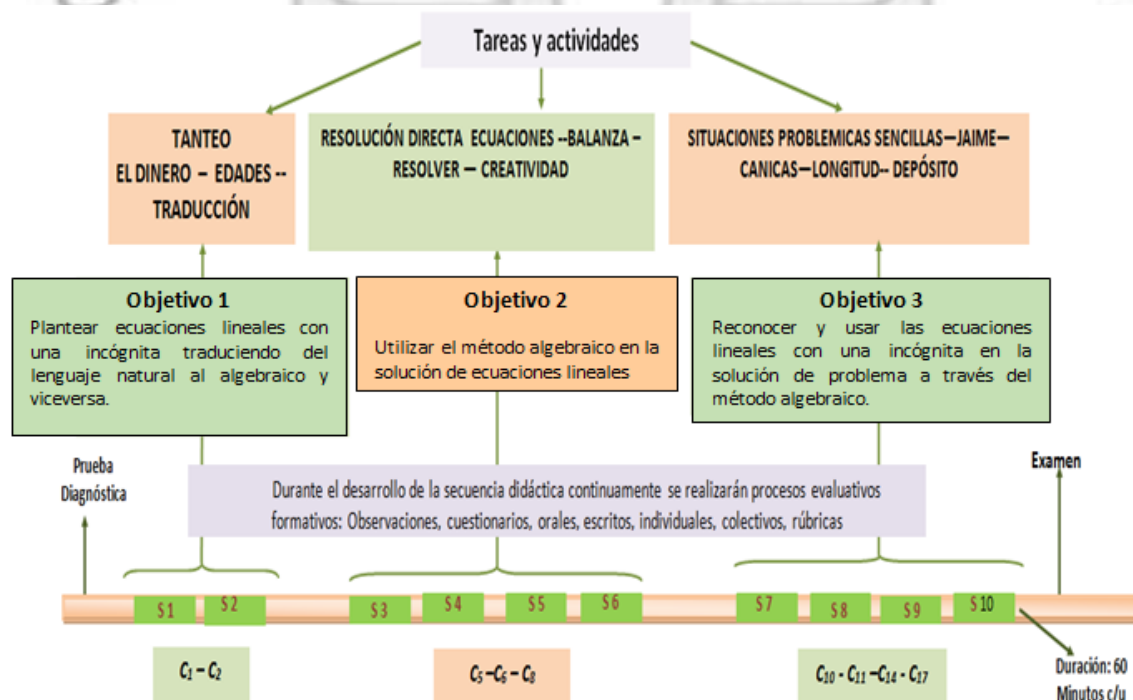 Tareas y actividades
TANTEO
EL DINERO – EDADES --
TRADUCCIÓN
RESOLUCIÓN DIRECTA ECUACIONES --BALANZA –
RESOLVER – CREATIVIDAD
SITUACIONES PROBLEMICAS SENCILLAS—JAIME—
CANICAS—LONGITUD-- DEPÓSITO
Objetivo 1
Plantear ecuaciones lineales con
una incógnita traduciendo del
lenguaje natural al algebraico y
viceversa.
Objetivo 2
Utilizar el método algebraico en la
solución de ecuaciones lineales
Objetivo 3
Reconocer y usar las ecuaciones
lineales con una incógnita en la
solución de problema a través del
método algebraico.
Prueba
Diagnóstica
Durante el desarrollo de la secuencia didáctica continuamente se realizarán procesos evaluativos
formativos: Observaciones, cuestionarios, orales, escritos, individuales, colectivos, rúbricas
Examen
S1 S2 S3 S4 S5 S6 S7 S8 S9 S10
C₁ – C₂
C₅ –C₆ – C₈
C₁₀ - C₁₁ –C₁₄ - C₁₇
Duración: 60
Minutos c/u